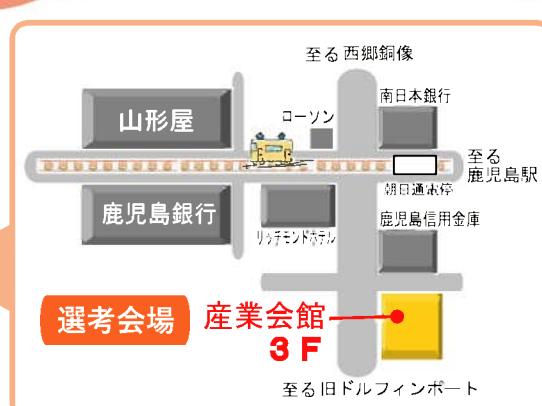 至る西郷銅像
南日本銀行
ローソン
山形屋
至る
鹿児島駅
朝日通電停
鹿児島銀行
リッチモンドホテル
鹿児島信用金庫
選考会場
産業会館
3F
至る旧ドルフィンポート